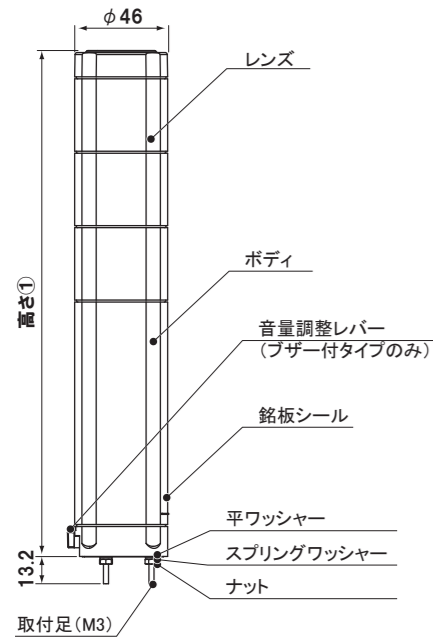 φ46
レンズ
ボディ
高さ①
音量調整レバー
(ブザー付タイプのみ)
銘板シール
平ワッシャー
スプリングワッシャー
ナット
13.2
取付足(M3)